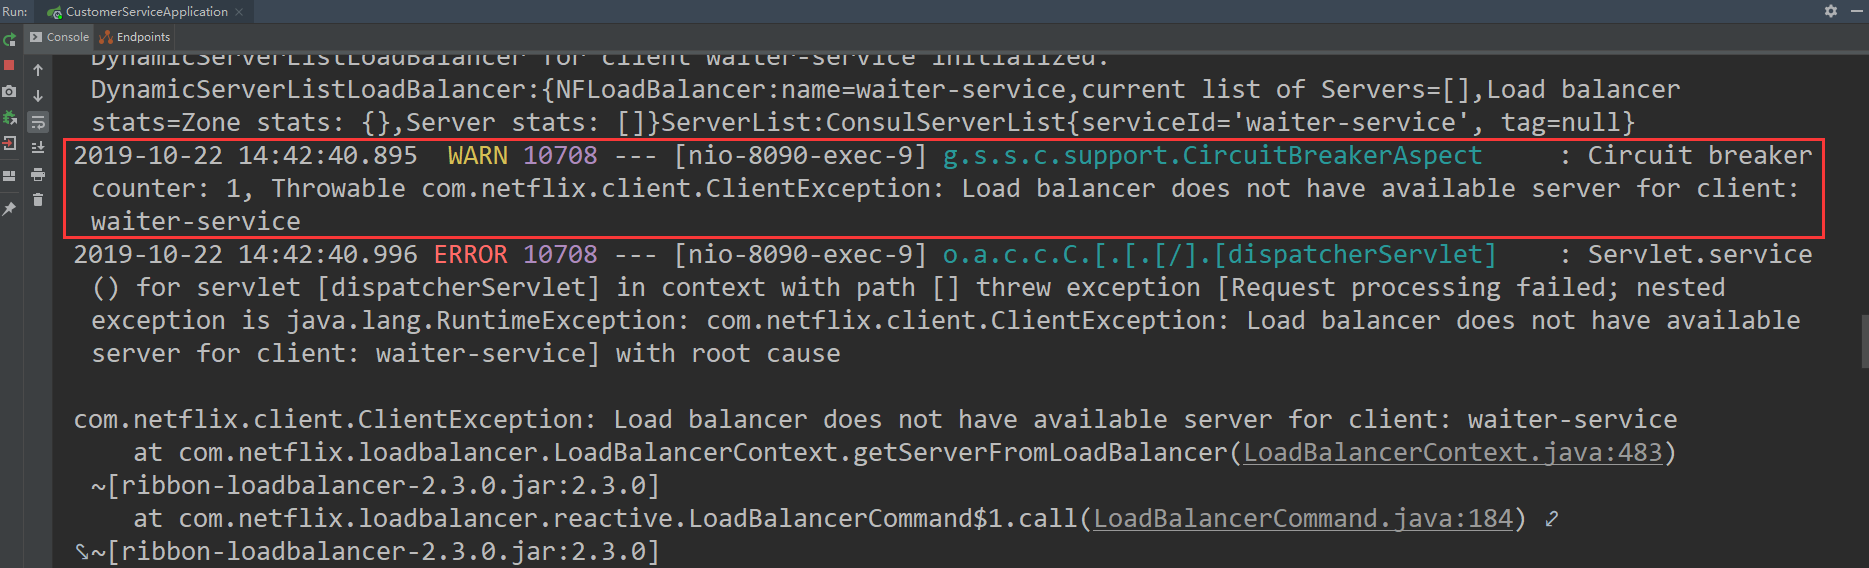 Run: CustomerServiceApplication
Console Endpoints
DynamicServerListLoadBalancer for client waiter-service initialized:
DynamicServerListLoadBalancer:{NFLoadBalancer:name=waiter-service,current list of Servers=[],Load balancer
stats=Zone stats: {},Server stats: []}ServerList:ConsulServerList{serviceId='waiter-service', tag=null}
2019-10-22 14:42:40.895  WARN 10708 --- [nio-8090-exec-9] g.s.s.c.support.CircuitBreakerAspect     : Circuit breaker
counter: 1, Throwable com.netflix.client.ClientException: Load balancer does not have available server for client:
waiter-service
2019-10-22 14:42:40.996 ERROR 10708 --- [nio-8090-exec-9] o.a.c.c.C.[.[.[/].[dispatcherServlet]    : Servlet.service
() for servlet [dispatcherServlet] in context with path [] threw exception [Request processing failed; nested
exception is java.lang.RuntimeException: com.netflix.client.ClientException: Load balancer does not have available
server for client: waiter-service] with root cause
com.netflix.client.ClientException: Load balancer does not have available server for client: waiter-service
at com.netflix.loadbalancer.LoadBalancerContext.getServerFromLoadBalancer(LoadBalancerContext.java:483)
~[ribbon-loadbalancer-2.3.0.jar:2.3.0]
at com.netflix.loadbalancer.reactive.LoadBalancerCommand$1.call(LoadBalancerCommand.java:184)
~[ribbon-loadbalancer-2.3.0.jar:2.3.0]